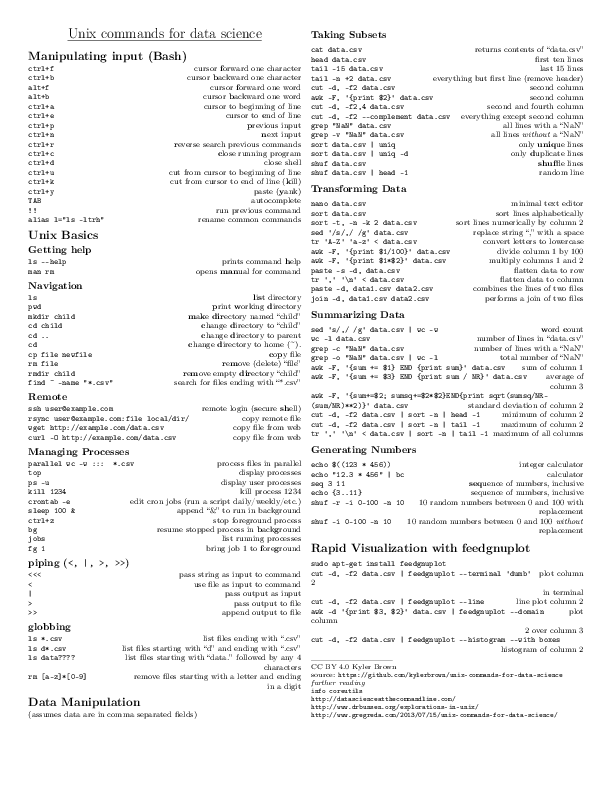 Unix commands for data science
Manipulating input (Bash)
ctrl+f cursor forward one character
ctrl+b cursor backward one character
alt+f cursor forward one word
alt+b cursor backward one word
ctrl+a cursor to beginning of line
ctrl+e cursor to end of line
ctrl+p previous input
ctrl+n next input
ctrl+r reverse search previous commands
ctrl+c close running program
ctrl+d close shell
ctrl+u cut from cursor to beginning of line
ctrl+k cut from cursor to end of line (kill)
ctrl+y paste (yank)
TAB autocomplete
!! run previous command
alias l="ls -ltrh" rename common commands
Unix Basics
Getting help
ls --help prints command help
man rm opens manual for command
Navigation
ls list directory
pwd print working directory
mkdir child make directory named "child"
cd child change directory to "child"
cd .. change directory to parent
cd change directory to home (~).
cp file newfile copy file
rm file remove (delete) "file"
rmdir child remove empty directory "child"
find ~ -name "*.csv" search for files ending with "*.csv"
Remote
ssh user@example.com remote login (secure shell)
rsync user@example.com:file local/dir/ copy remote file
wget http://example.com/data.csv copy file from web
curl -O http://example.com/data.csv copy file from web
Managing Processes
parallel wc -w ::: *.csv process files in parallel
top display processes
ps -u display user processes
kill 1234 kill process 1234
crontab -e edit cron jobs (run a script daily/weekly/etc.)
sleep 100 & append "&" to run in background
ctrl+z stop foreground process
bg resume stopped process in background
jobs list running processes
fg 1 bring job 1 to foreground
piping (<, |, >, >>)
<<< pass string as input to command
< use file as input to command
| pass output as input
> pass output to file
>> append output to file
globbing
ls *.csv list files ending with ".csv"
ls d*.csv list files starting with "d" and ending with ".csv"
ls data???? list files starting with "data." followed by any 4
characters
rm [a-z]*[0-9] remove files starting with a letter and ending
in a digit
Data Manipulation
(assumes data are in comma separated fields)
Taking Subsets
cat data.csv returns contents of "data.csv"
head data.csv first ten lines
tail -15 data.csv last 15 lines
tail -n +2 data.csv everything but first line (remove header)
cut -d, -f2 data.csv second column
awk -F, '{print $2}' data.csv second column
cut -d, -f2,4 data.csv second and fourth column
cut -d, -f2 --complement data.csv everything except second column
grep "NaN" data.csv all lines with a "NaN"
grep -v "NaN" data.csv all lines without a "NaN"
sort data.csv | uniq only unique lines
sort data.csv | uniq -d only duplicate lines
shuf data.csv shuffle lines
shuf data.csv | head -1 random line
Transforming Data
nano data.csv minimal text editor
sort data.csv sort lines alphabetically
sort -t, -n -k 2 data.csv sort lines numerically by column 2
sed 's/,/ /g' data.csv replace string "," with a space
tr 'A-Z' 'a-z' < data.csv convert letters to lowercase
awk -F, '{print $1/100}' data.csv divide column 1 by 100
awk -F, '{print $1*$2}' data.csv multiply columns 1 and 2
paste -s -d, data.csv flatten data to row
tr ',' '\n' < data.csv flatten data to column
paste -d, data1.csv data2.csv combines the lines of two files
join -d, data1.csv data2.csv performs a join of two files
Summarizing Data
sed 's/,/ /g' data.csv | wc -w word count
wc -l data.csv number of lines in "data.csv"
grep -c "NaN" data.csv number of lines with a "NaN"
grep -o "NaN" data.csv | wc -l total number of "NaN"
awk -F, '{sum += $1} END {print sum}' data.csv sum of column 1
awk -F, '{sum += $3} END {print sum / NR}' data.csv average of
column 3
awk -F, '{sum+=$2; sumsq+=$2*$2}END{print sqrt(sumsq/NR-
(sum/NR)**2)}' data.csv standard deviation of column 2
cut -d, -f2 data.csv | sort -n | head -1 minimum of column 2
cut -d, -f2 data.csv | sort -n | tail -1 maximum of column 2
tr ',' '\n' < data.csv | sort -n | tail -1 maximum of all columns
Generating Numbers
echo $((123 * 456)) integer calculator
echo "12.3 * 456" | bc calculator
seq 3 11 sequence of numbers, inclusive
echo {3..11} sequence of numbers, inclusive
shuf -r -i 0-100 -n 10 10 random numbers between 0 and 100 with
replacement
shuf -i 0-100 -n 10 10 random numbers between 0 and 100 without
replacement
Rapid Visualization with feedgnuplot
sudo apt-get install feedgnuplot
cut -d, -f2 data.csv | feedgnuplot --terminal 'dumb' plot column
2
in terminal
cut -d, -f2 data.csv | feedgnuplot --line line plot column 2
awk -d '{print $3, $2}' data.csv | feedgnuplot --domain plot
column
2 over column 3
cut -d, -f2 data.csv | feedgnuplot --histogram --with boxes
histogram of column 2
CC BY 4.0 Kyler Brown
source: https://github.com/kylerbrown/unix-commands-for-data-science
further reading
info coreutils
http://datascienceatthecommandline.com/
http://www.drbunsen.org/explorations-in-unix/
http://www.gregreda.com/2013/07/15/unix-commands-for-data-science/